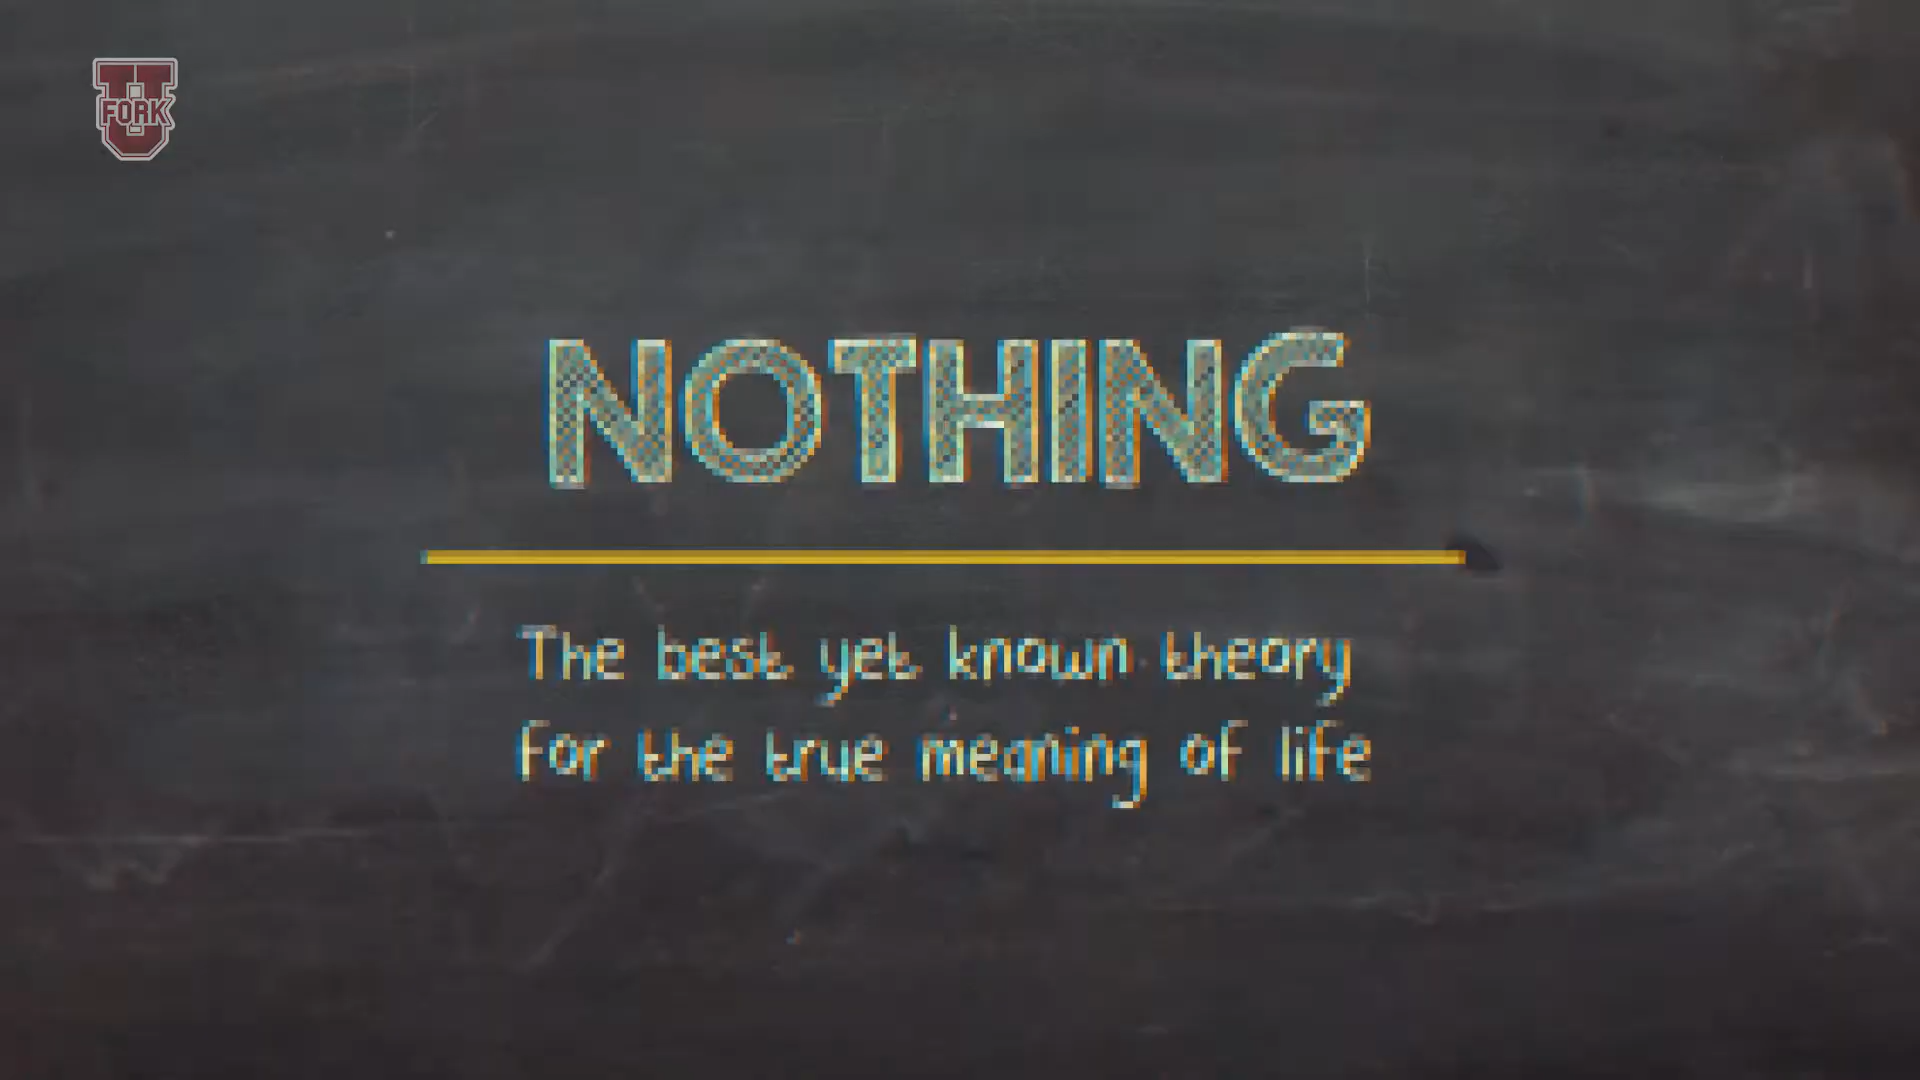 U
FORK
NOTHING
The best yet known theory
for the true meaning of life